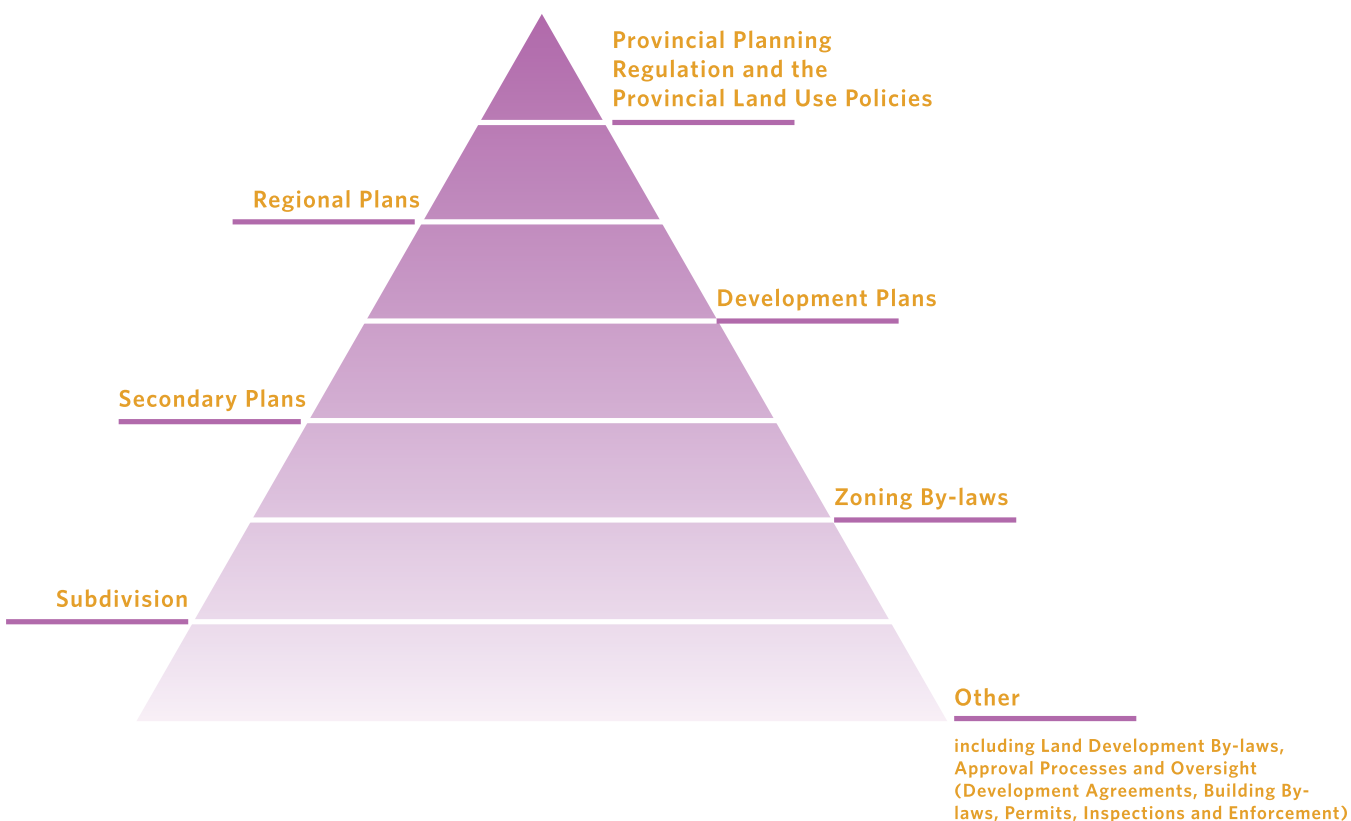 Provincial Planning
Regulation and the
Provincial Land Use Policies
Regional Plans
Development Plans
Secondary Plans
Zoning By-laws
Subdivision
Other
including Land Development By-laws,
Approval Processes and Oversight
(Development Agreements, Building By-
laws, Permits, Inspections and Enforcement)